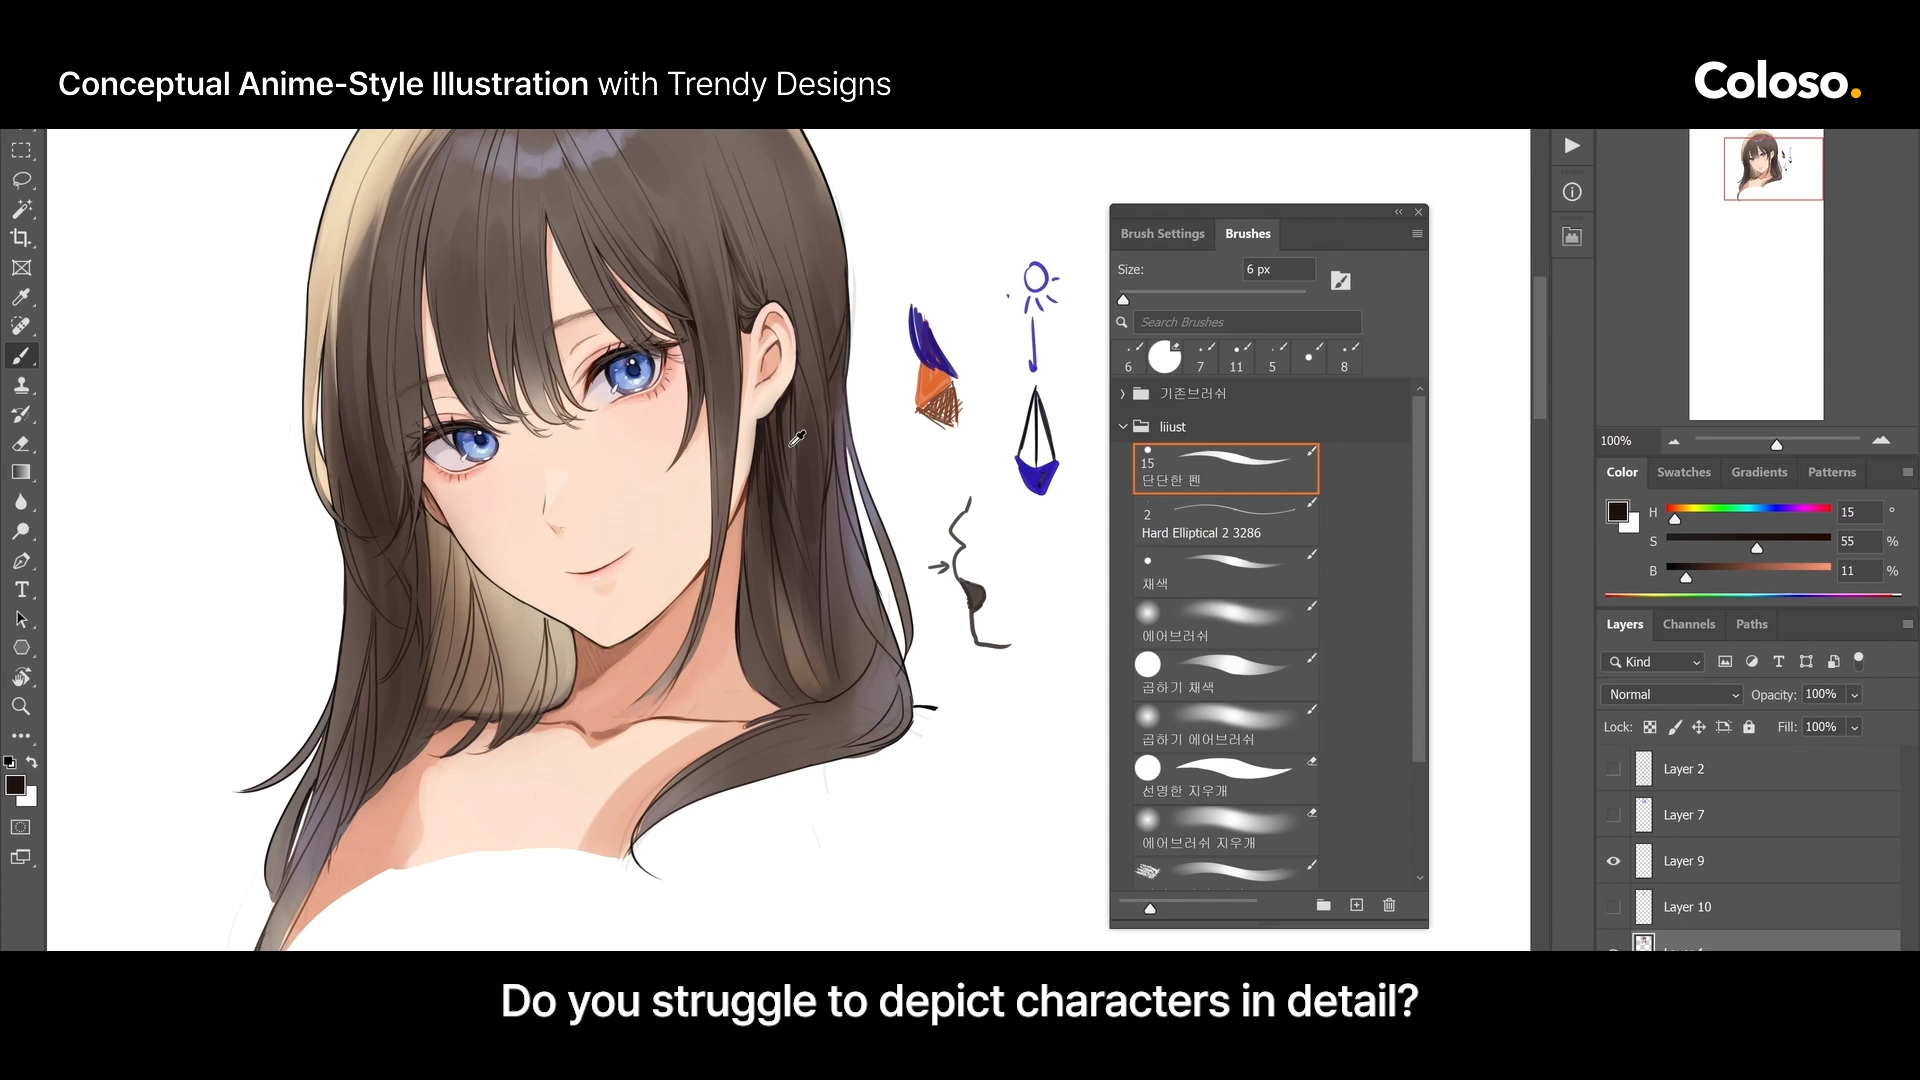 Conceptual Anime-Style Illustration with Trendy Designs
Coloso.
Brush Settings
Brushes
Size:
6 px
Search Brushes
6
7
11
5
8
기존브러쉬
liiust
15
단단한 펜
2
Hard Elliptical 2 3286
채색
에어브러쉬
곱하기 채색
곱하기 에어브러쉬
선명한 지우개
에어브러쉬 지우개
100%
Color
Swatches
Gradients
Patterns
H
15
°
S
55
%
B
11
%
Layers
Channels
Paths
Kind
Normal
Opacity:
100%
Lock:
Fill:
100%
Layer 2
Layer 7
Layer 9
Layer 10
Do you struggle to depict characters in detail?